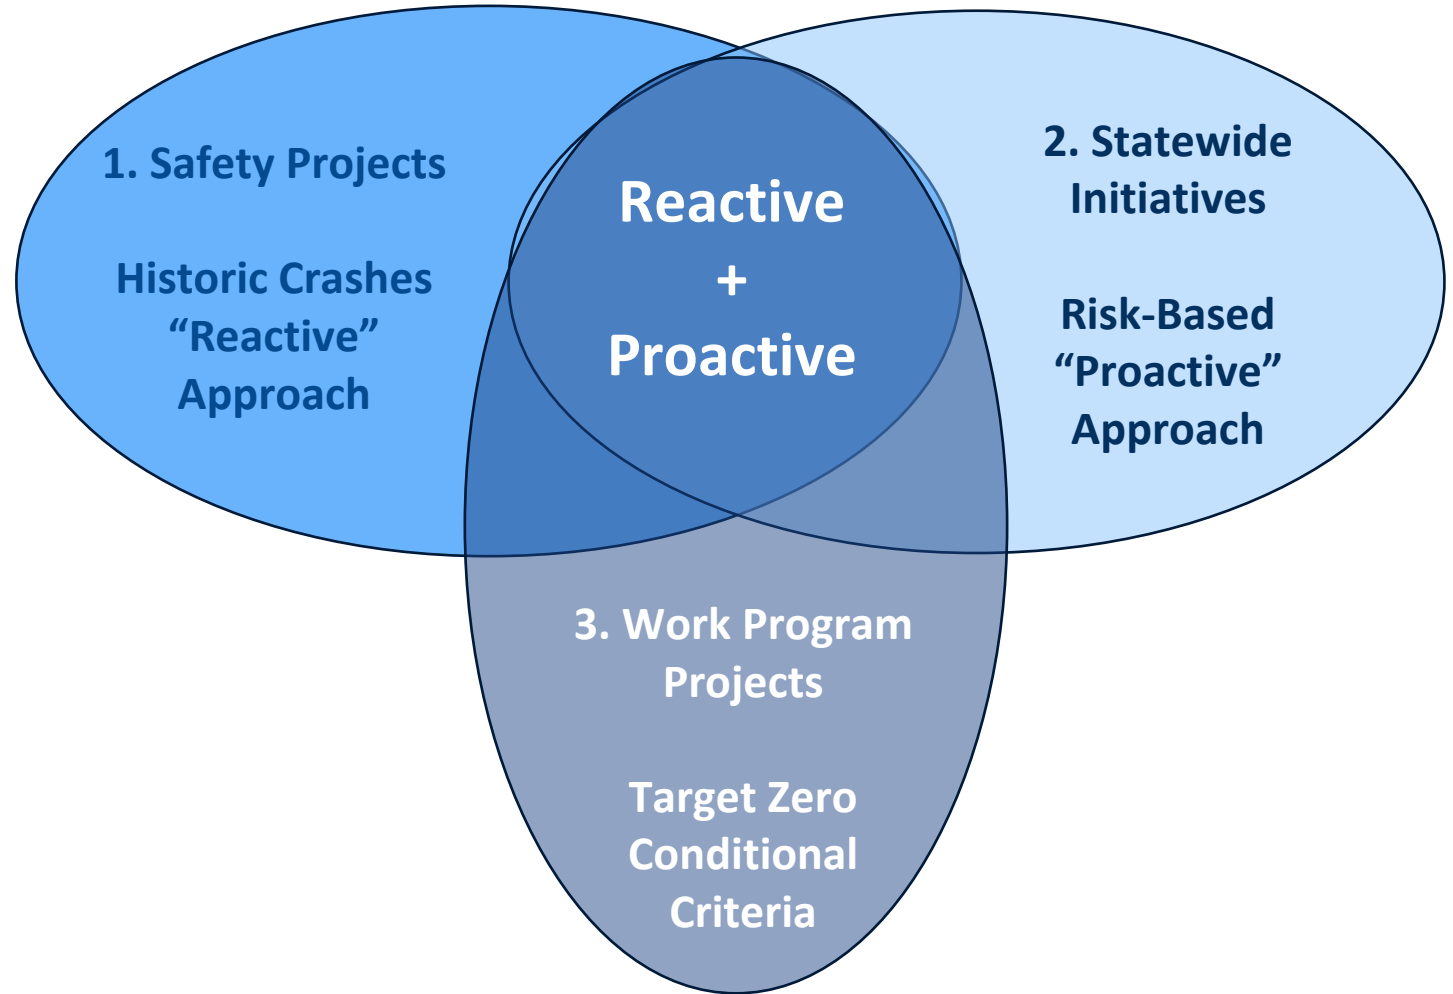 1. Safety Projects
Historic Crashes
“Reactive”
Approach
Reactive
+
Proactive
2. Statewide
Initiatives
Risk-Based
“Proactive”
Approach
3. Work Program
Projects
Target Zero
Conditional
Criteria